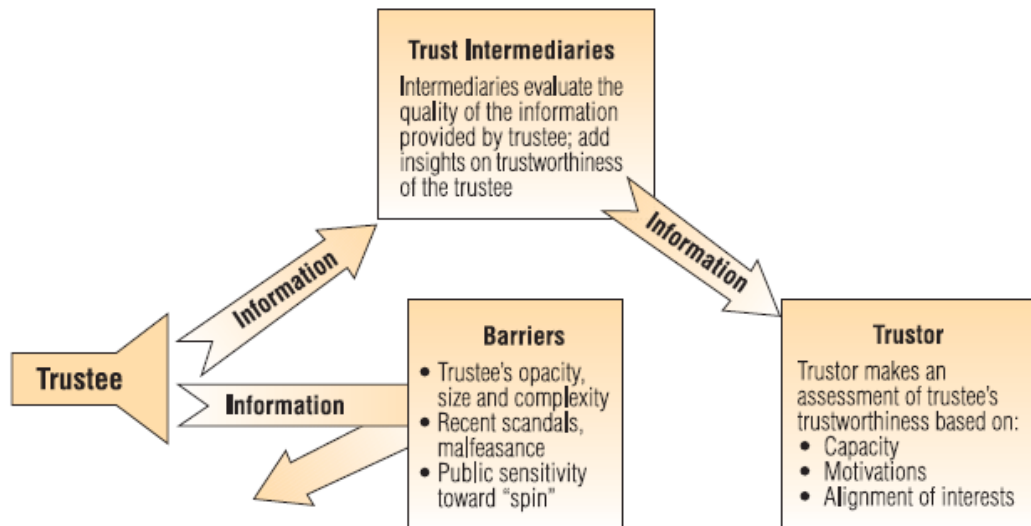 Trust Intermediaries
Intermediaries evaluate the
quality of the information
provided by trustee; add
insights on trustworthiness
of the trustee
Information
Information
Trustee
Information
Barriers
• Trustee's opacity,
size and complexity
• Recent scandals,
malfeasance
• Public sensitivity
toward "spin"
Trustor
Trustor makes an
assessment of trustee's
trustworthiness based on:
• Capacity
• Motivations
• Alignment of interests